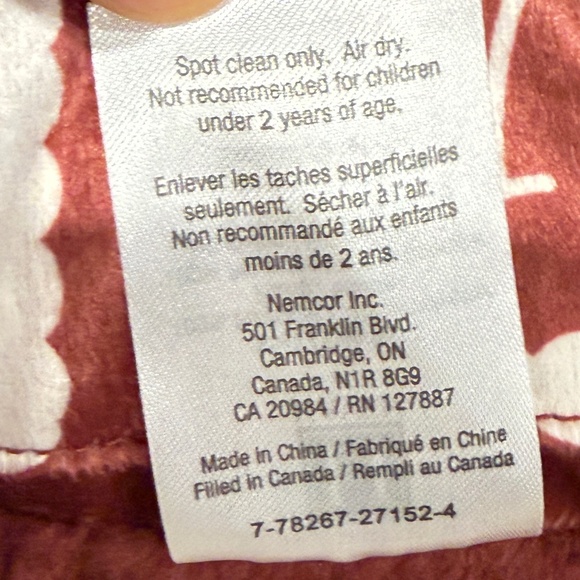 Spot clean only. Air dry.
Not recommended for children
under 2 years of age.
Enlever les taches superficielles
seulement. Sécher à l'air.
Non recommandé aux enfants
moins de 2 ans.
Nemcor Inc.
501 Franklin Blvd.
Cambridge, ON
Canada, N1R 8G9
CA 20984 / RN 127887
Made in China / Fabriqué en Chine
Filled in Canada / Rempli au Canada
7-78267-27152-4